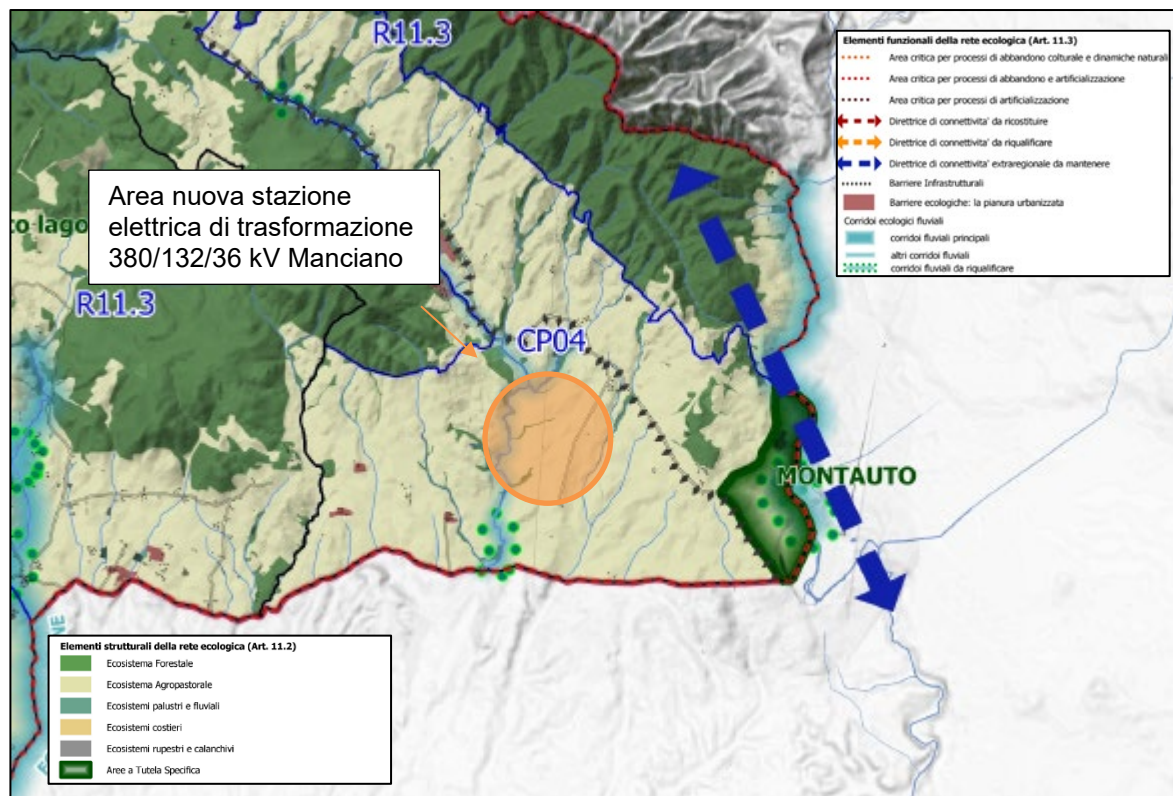 R11.3
Elementi funzionali della rete ecologica (Art. 11.3)
Area critica per processi di abbandono colturale e dinamiche naturali
Area critica per processi di abbandono e artificializzazione
Area critica per processi di artificializzazione
Direttrice di connettivita' da ricostituire
Direttrice di connettivita' da riqualificare
Direttrice di connettivita' extraregionale da mantenere
Barriere Infrastrutturali
Barriere ecologiche: la pianura urbanizzata
Corridoi ecologici fluviali
corridoi fluviali principali
altri corridoi fluviali
corridoi fluviali da riqualificare
Area nuova stazione
elettrica di trasformazione
380/132/36 kV Manciano
to lago
R11.3
CP04
MONTAUTO
Elementi strutturali della rete ecologica (Art. 11.2)
Ecosistema Forestale
Ecosistema Agropastorale
Ecosistemi palustri e fluviali
Ecosistemi costieri
Ecosistemi rupestri e calanchivi
Aree a Tutela Specifica